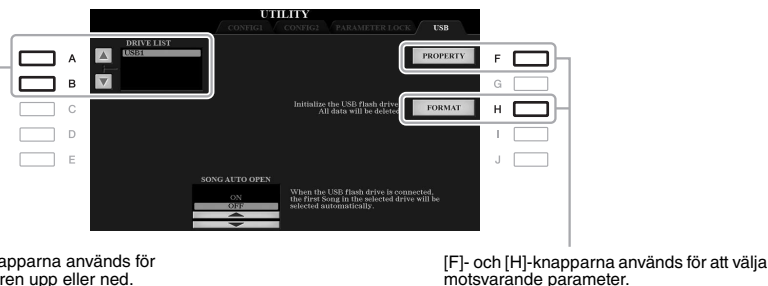 UTILITY
CONFIG1 CONFIG2 PARAMETER LOCK USB
DRIVE LIST
USB1
PROPERTY
A
B
C
D
E
F
G
H
I
J
Initialize the USB flash drive
All data will be deleted
FORMAT
SONG AUTO OPEN
ON
OFF
When the USB flash drive is connected,
the first Song in the selected drive will be
selected automatically.
apparna används för
ren upp eller ned.
[F]- och [H]-knapparna används för att välja
motsvarande parameter.